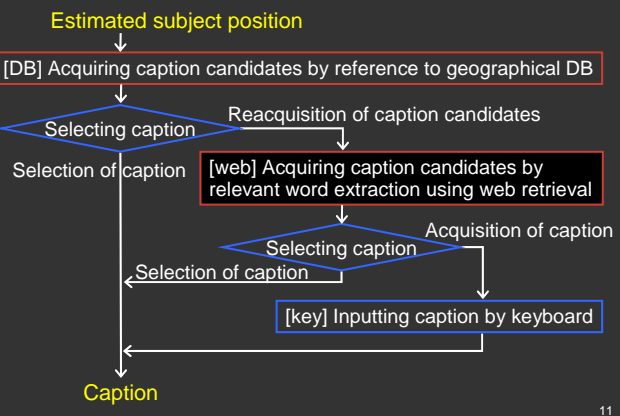 Estimated subject position
[DB] Acquiring caption candidates by reference to geographical DB
Reacquisition of caption candidates
Selecting caption
Selection of caption
[web] Acquiring caption candidates by
relevant word extraction using web retrieval
Acquisition of caption
Selecting caption
Selection of caption
[key] Inputting caption by keyboard
Caption
11